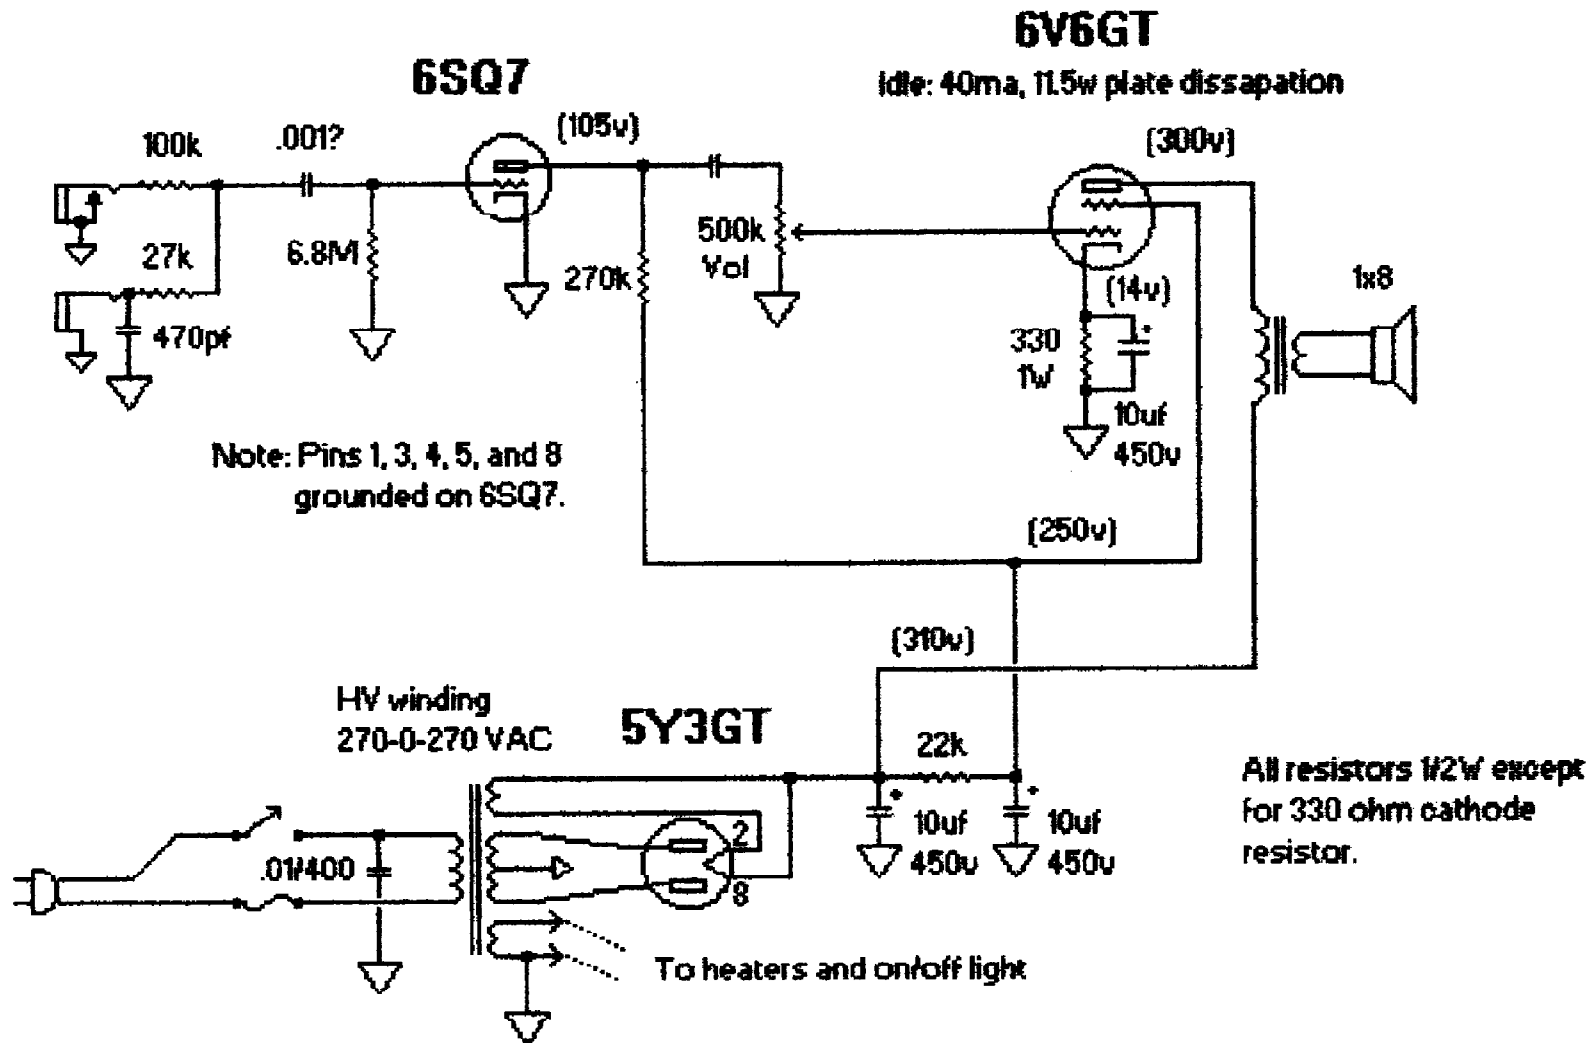 6V6GT
Idle: 40ma, 11.5w plate dissapation
6SQ7
(105v)
(300v)
100k
.001?
27k
6.8M
270k
500k
Vol
470pf
(14v)
1x8
330
1W
10uf
450v
Note: Pins 1, 3, 4, 5, and 8
grounded on 6SQ7.
(250v)
(310v)
HV winding
270-0-270 VAC
5Y3GT
22k
2
8
10uf
450v
10uf
450v
All resistors 1/2W except
for 330 ohm cathode
resistor.
.01/400
To heaters and on/off light